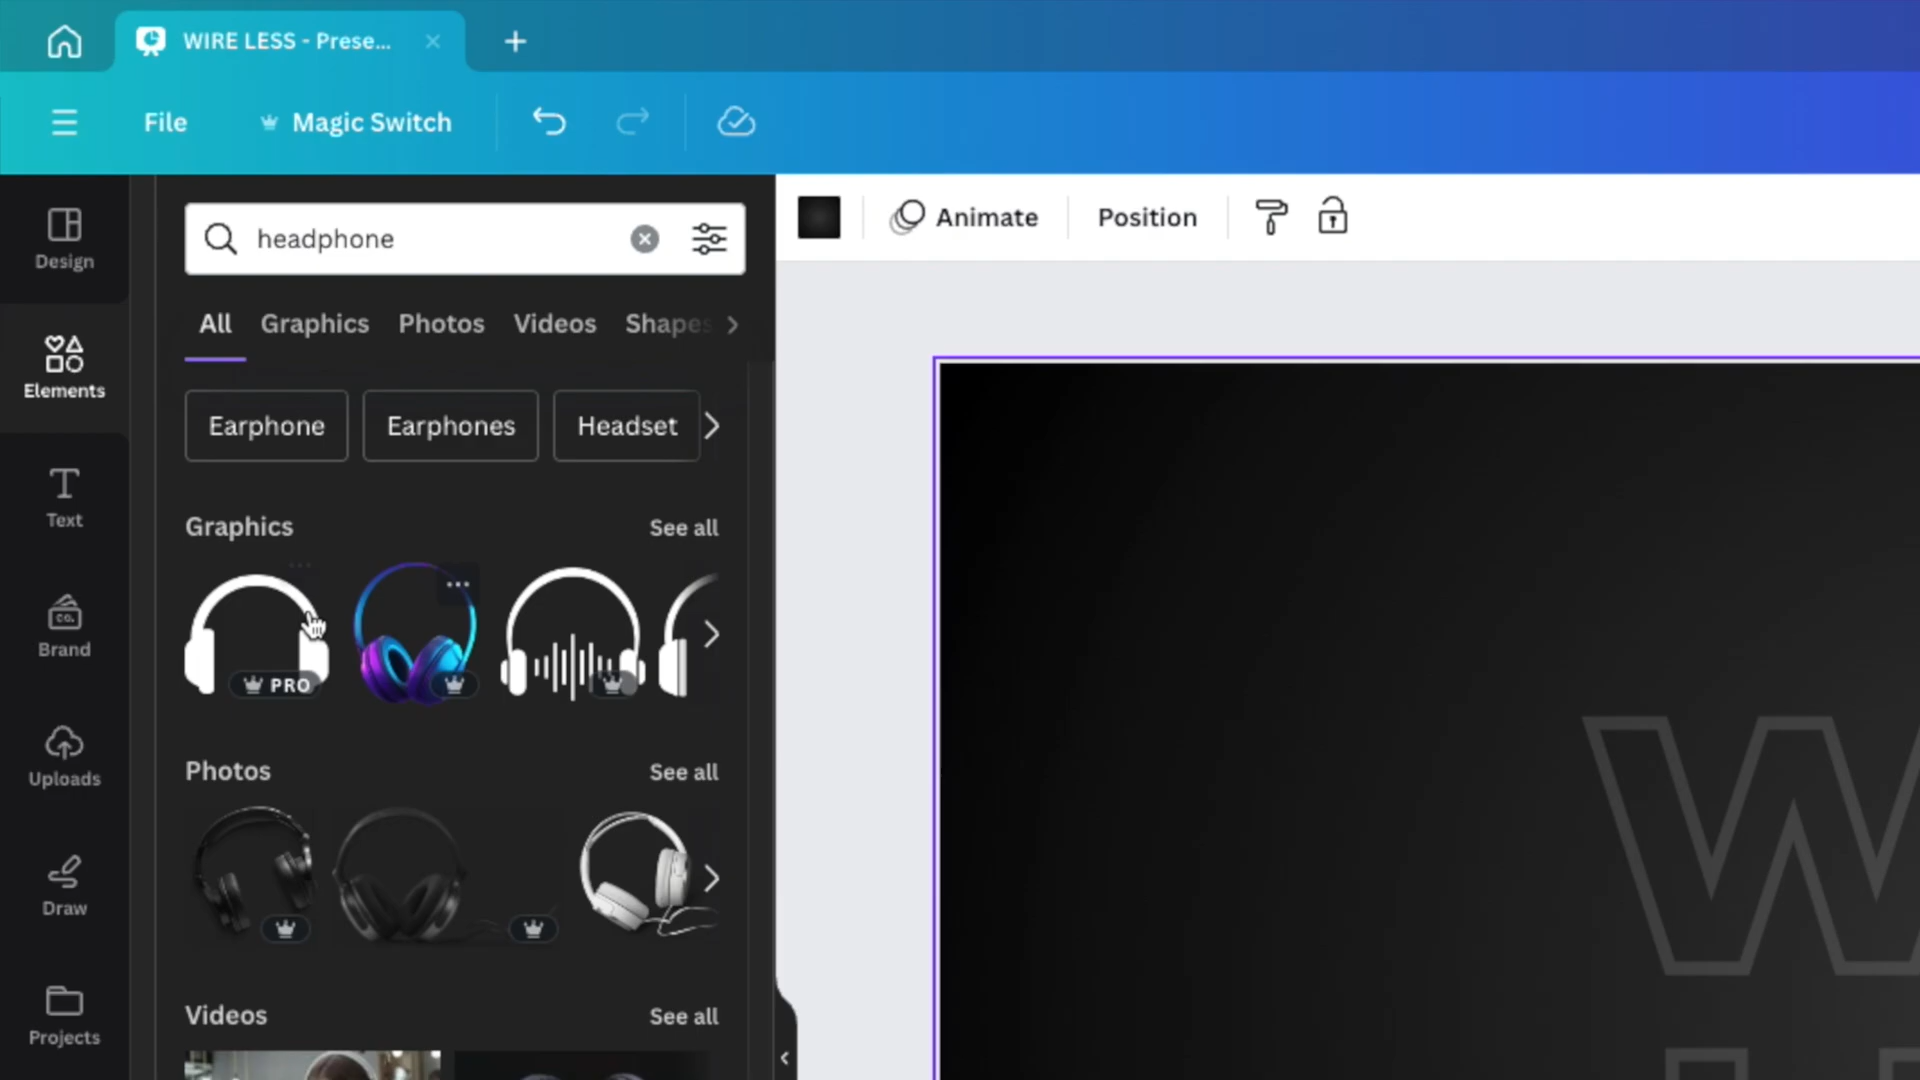 WIRE LESS - Prese...
File
Magic Switch
headphone
Animate
Position
Design
All
Graphics
Photos
Videos
Shapes
Elements
Earphone
Earphones
Headset
Text
Graphics
See all
CO.
Brand
PRO
Uploads
Photos
See all
Draw
Projects
Videos
See all
W